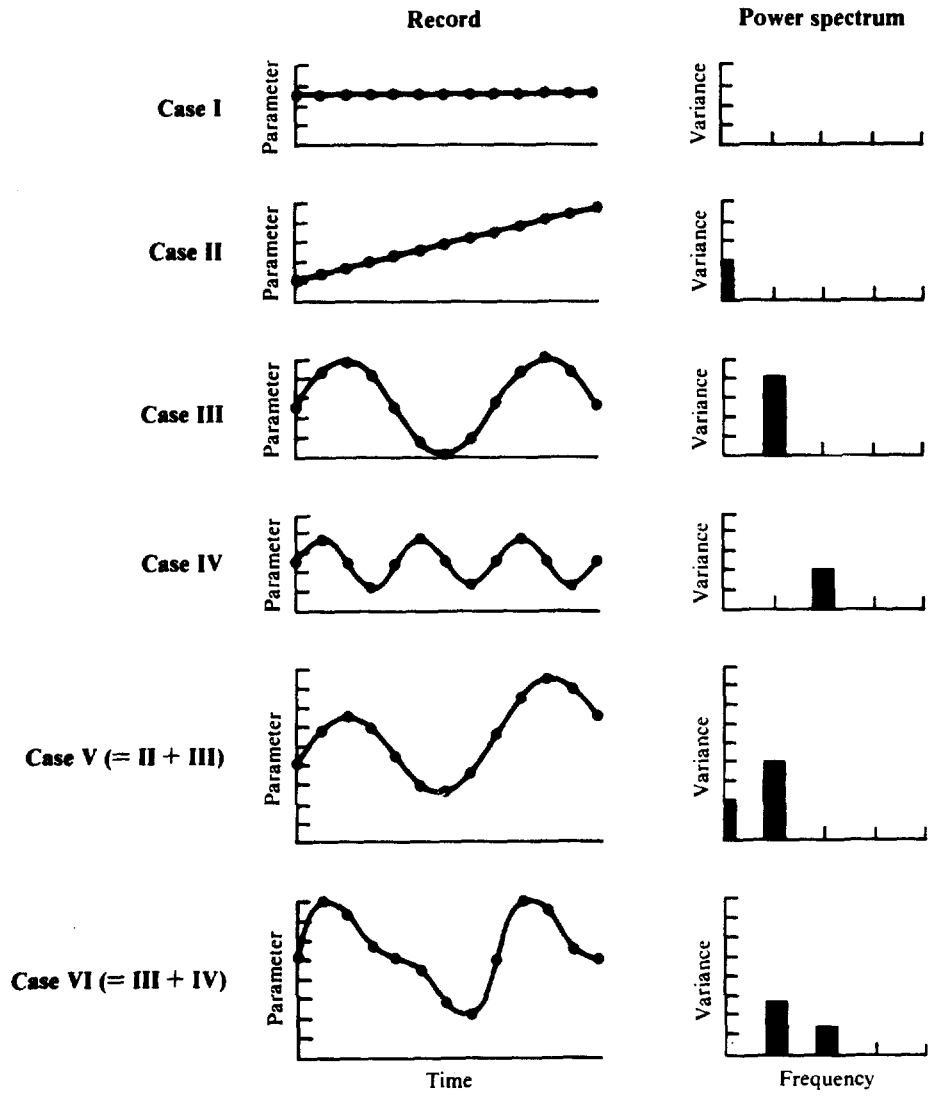 Record
Power spectrum
Case I
Parameter
Variance
Case II
Parameter
Variance
Case III
Parameter
Variance
Case IV
Parameter
Variance
Case V (= II + III)
Parameter
Variance
Case VI (= III + IV)
Parameter
Variance
Time
Frequency